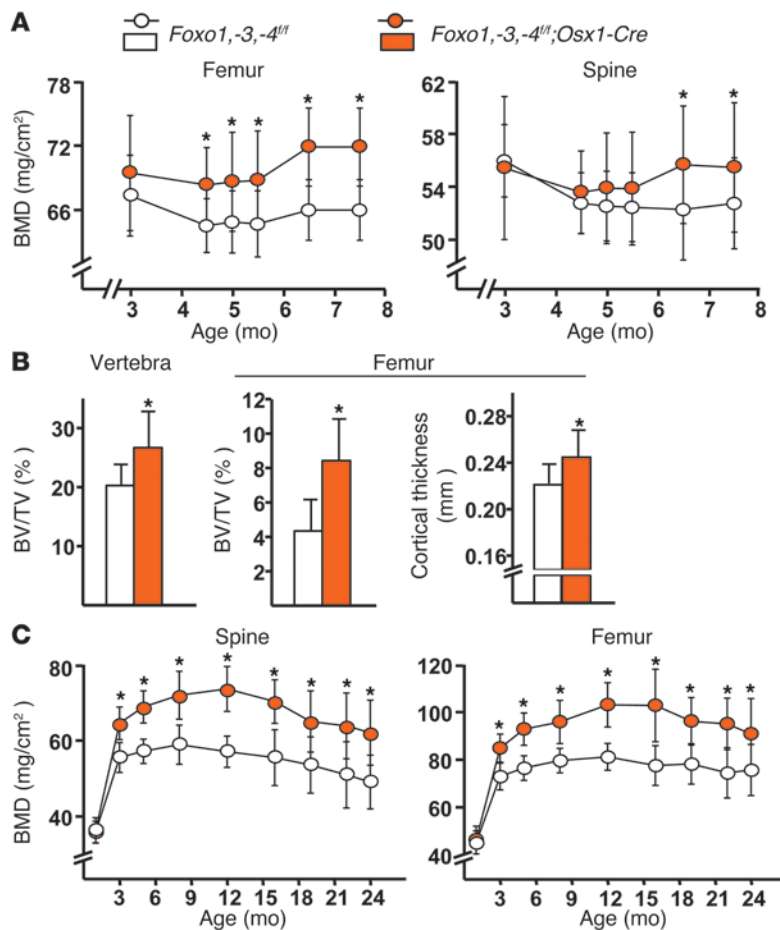 A
Foxo1,-3,-4f/f
Foxo1,-3,-4f/f;Osx1-Cre
Femur
Spine
BMD (mg/cm²)
78
72
66
* * * * *
3 4 5 6 7 8
Age (mo)
62
58
54
50
* *
3 4 5 6 7 8
Age (mo)
B
Vertebra
Femur
BV/TV (%)
30
20
10
*
BV/TV (%)
12
10
8
6
4
2
*
Cortical thickness
(mm)
0.28
0.24
0.20
0.16
*
C
Spine
Femur
BMD (mg/cm²)
80
60
40
* * * * * * * *
3 6 9 12 15 18 21 24
Age (mo)
120
100
80
60
40
* * * * * * * *
3 6 9 12 15 18 21 24
Age (mo)